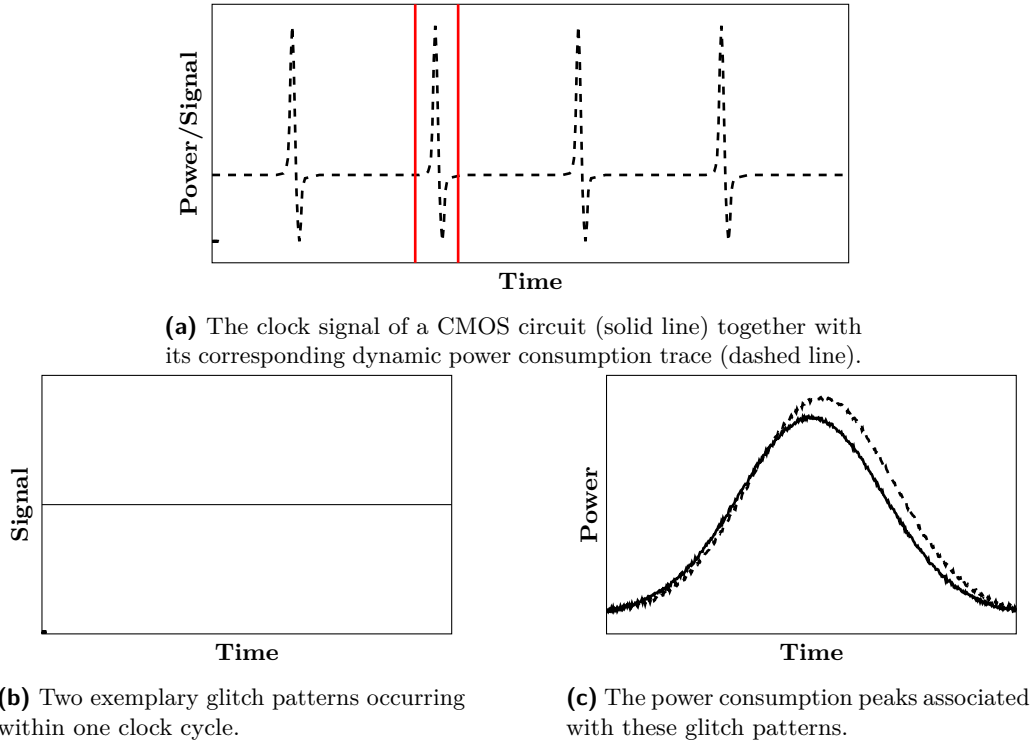 Power/Signal
Time
(a) The clock signal of a CMOS circuit (solid line) together with
its corresponding dynamic power consumption trace (dashed line).
Signal
Time
(b) Two exemplary glitch patterns occurring
within one clock cycle.
Power
Time
(c) The power consumption peaks associated
with these glitch patterns.